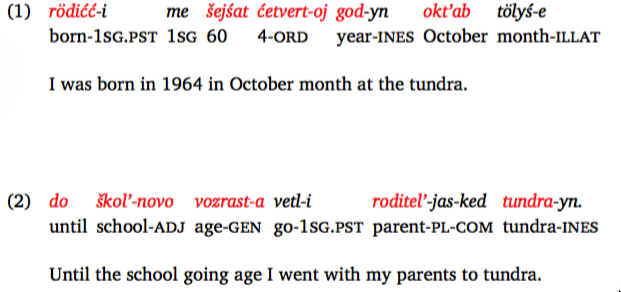 (1) rödićć-i me šejśat ćetvert-oj god-yn okt’ab tölyś-e
born-1SG.PST 1SG 60 4-ORD year-INES October month-ILLAT
I was born in 1964 in October month at the tundra.
(2) do škol’-novo vozrast-a vetl-i roditel’-jas-ked tundra-yn.
until school-ADJ age-GEN go-1SG.PST parent-PL-COM tundra-INES
Until the school going age I went with my parents to tundra.